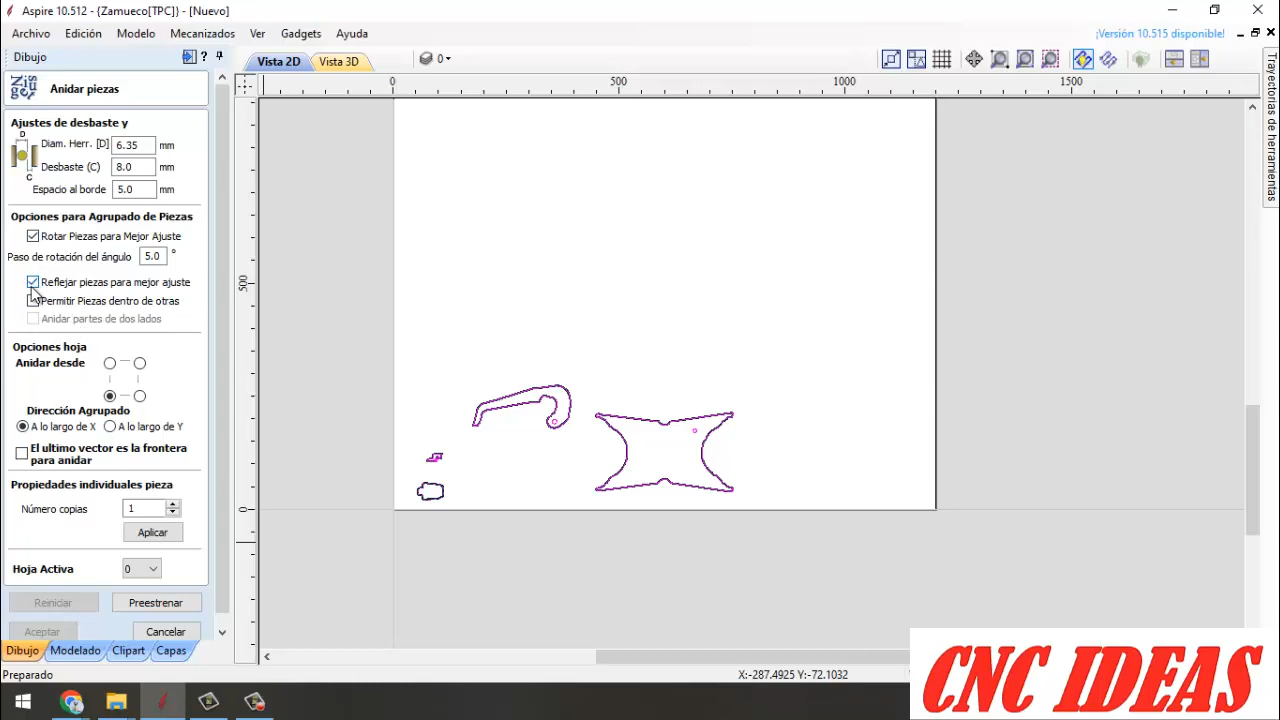 Aspire 10.512 - {Zamueco[TPC]} - [Nuevo]
Archivo Edición Modelo Mecanizados Ver Gadgets Ayuda
¡Versión 10.515 disponible!
Dibujo
Vista 2D Vista 3D
0
Anidar piezas
0 500 1000 1500
Ajustes de desbaste y
D
Diam. Herr. [D] 6.35 mm
Desbaste (C) 8.0 mm
C
Espacio al borde 5.0 mm
Opciones para Agrupado de Piezas
Rotar Piezas para Mejor Ajuste
Paso de rotación del ángulo 5.0 °
Reflejar piezas para mejor ajuste
Permitir Piezas dentro de otras
Anidar partes de dos lados
Opciones hoja
Anidar desde
Dirección Agrupado
A lo largo de X A lo largo de Y
El ultimo vector es la frontera
para anidar
Propiedades individuales pieza
Número copias 1
Aplicar
Hoja Activa 0
Reiniciar Preestrenar
Aceptar Cancelar
Dibujo Modelado Clipart Capas
500
0
Trayectorias de herramientas
Preparado
X:-287.4925 Y:-72.1032
CNC IDEAS